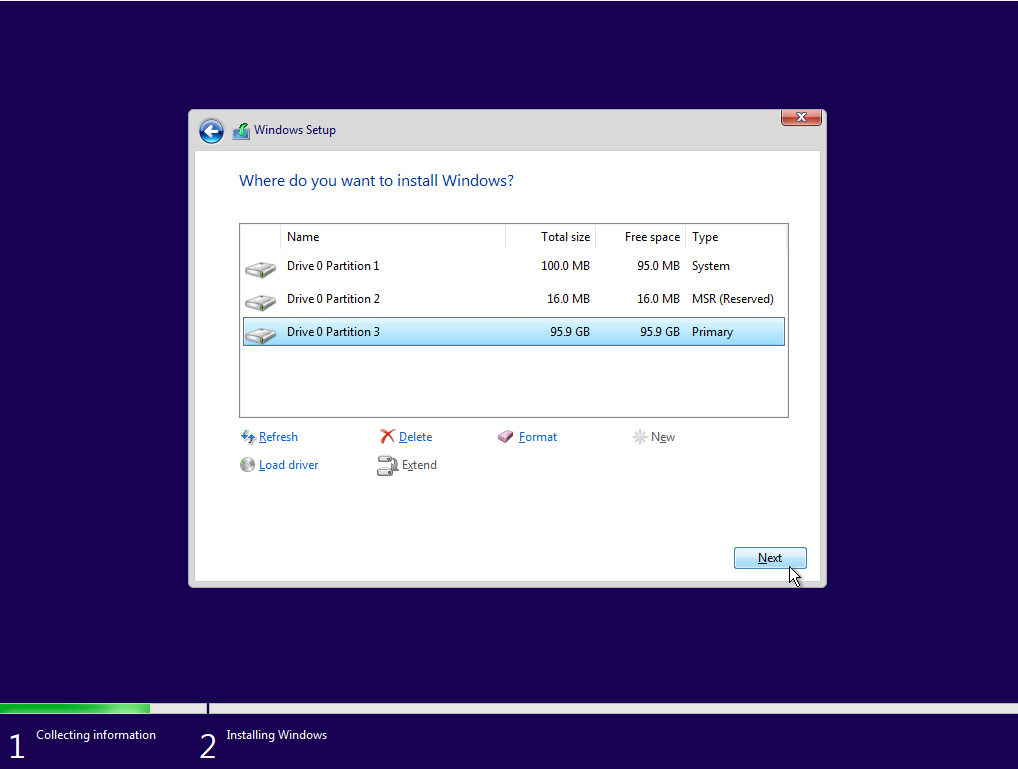 Windows Setup
Where do you want to install Windows?
Name Total size Free space Type
Drive 0 Partition 1 100.0 MB 95.0 MB System
Drive 0 Partition 2 16.0 MB 16.0 MB MSR (Reserved)
Drive 0 Partition 3 95.9 GB 95.9 GB Primary
Refresh Delete Format New
Load driver Extend
Next
1 Collecting information 2 Installing Windows